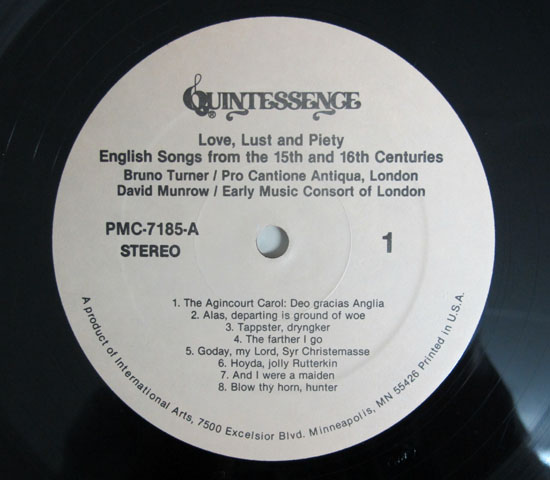 QUINTESSENCE
®
Love, Lust and Piety
English Songs from the 15th and 16th Centuries
Bruno Turner / Pro Cantione Antiqua, London
David Munrow / Early Music Consort of London
PMC-7185-A
STEREO
1
1. The Agincourt Carol: Deo gracias Anglia
2. Alas, departing is ground of woe
3. Tappster, dryngker
4. The farther I go
5. Goday, my Lord, Syr Christemasse
6. Hoyda, jolly Rutterkin
7. And I were a maiden
8. Blow thy horn, hunter
A product of International Arts, 7500 Excelsior Blvd. Minneapolis, MN 55426 Printed in U.S.A.